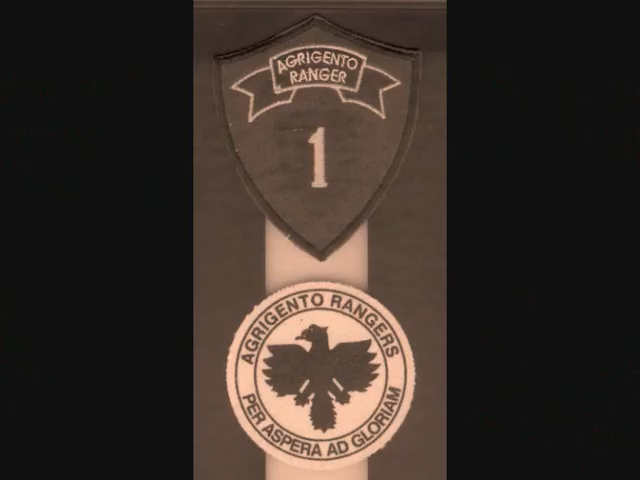 AGRIGENTO
RANGER
1
AGRIGENTO RANGERS
PER ASPERA AD GLORIAM